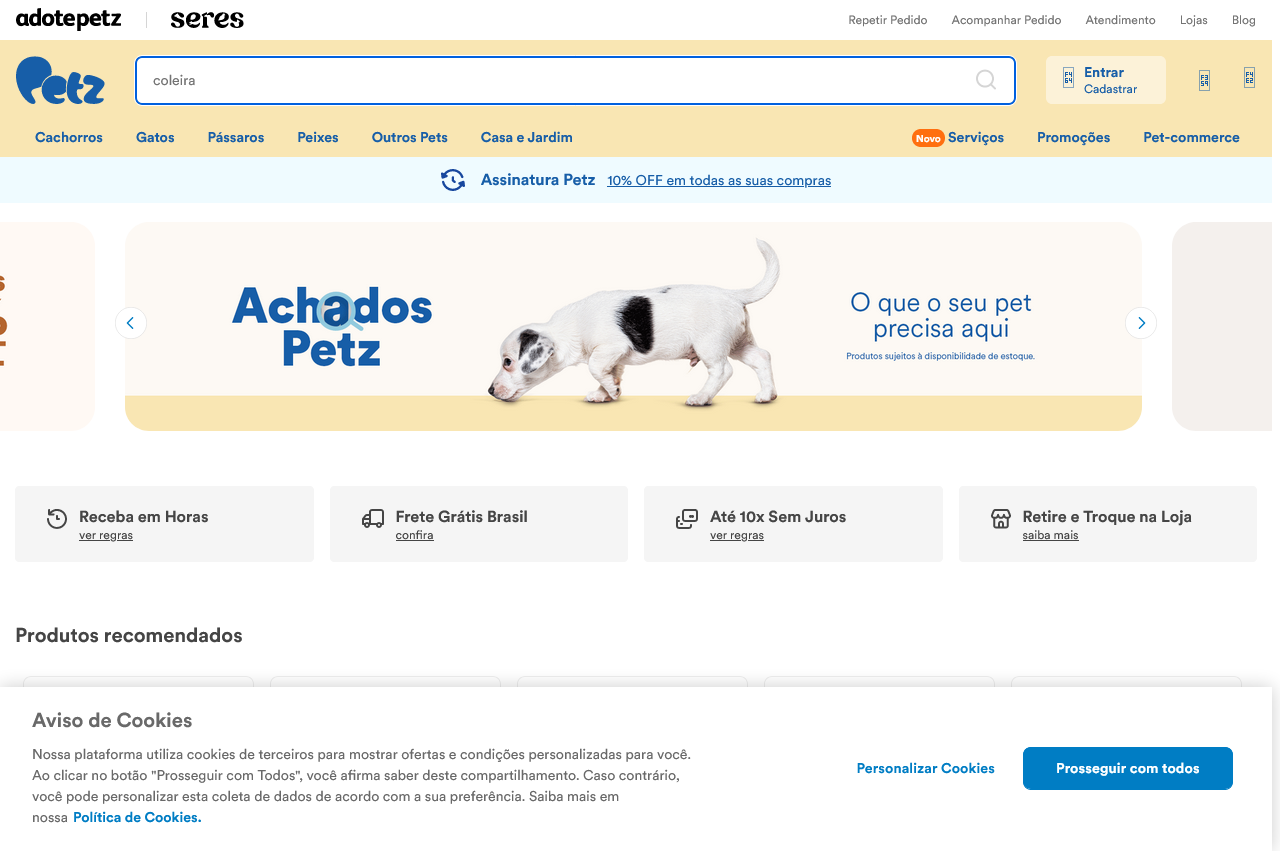 adotepetz
seres
Repetir Pedido
Acompanhar Pedido
Atendimento
Lojas
Blog
Petz
coleira
Entrar
Cadastrar
Cachorros
Gatos
Pássaros
Peixes
Outros Pets
Casa e Jardim
Novo Serviços
Promoções
Pet-commerce
Assinatura Petz
10% OFF em todas as suas compras
Achados
Petz
O que o seu pet
precisa aqui
Produtos sujeitos à disponibilidade de estoque.
Receba em Horas
ver regras
Frete Grátis Brasil
confira
Até 10x Sem Juros
ver regras
Retire e Troque na Loja
saiba mais
Produtos recomendados
Aviso de Cookies
Nossa plataforma utiliza cookies de terceiros para mostrar ofertas e condições personalizadas para você.
Ao clicar no botão "Prosseguir com Todos", você afirma saber deste compartilhamento. Caso contrário,
você pode personalizar esta coleta de dados de acordo com a sua preferência. Saiba mais em
nossa Política de Cookies.
Personalizar Cookies
Prosseguir com todos